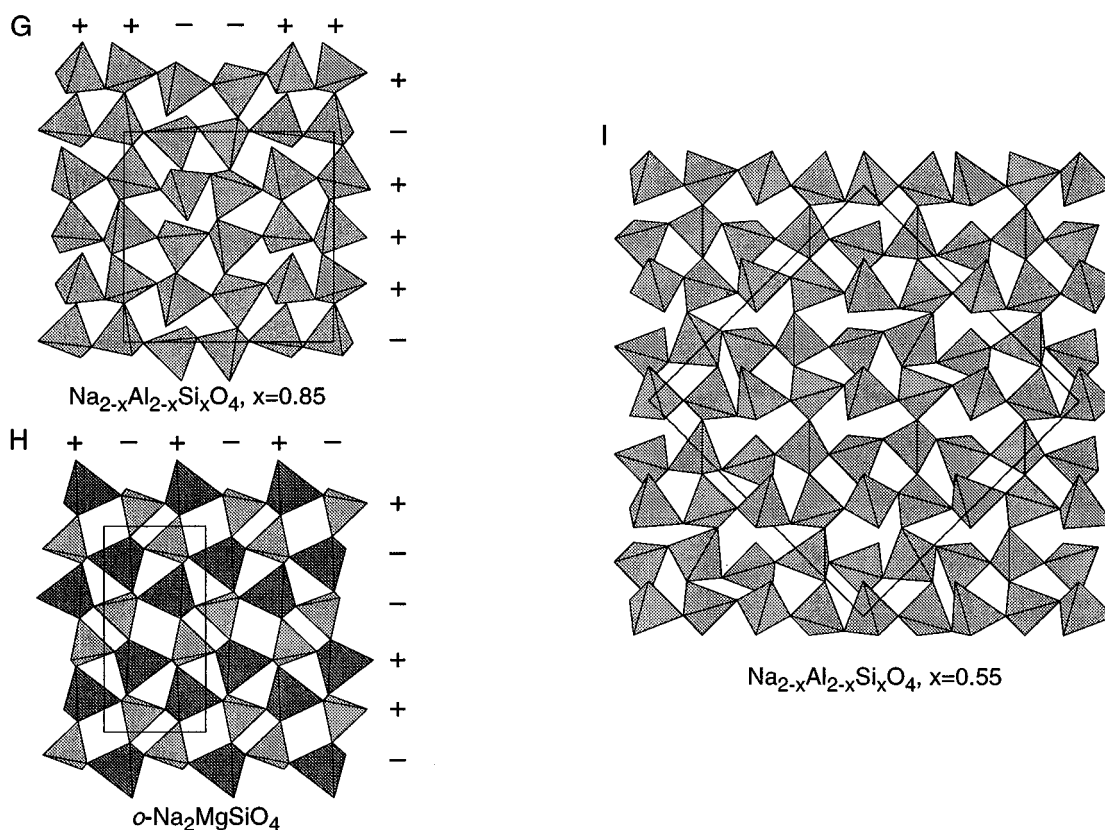 G + + − − + +
+
−
+
+
+
−
Na₂₋ₓAl₂₋ₓSiₓO₄, x=0.85
H + − + − + −
+
−
−
+
+
−
o-Na₂MgSiO₄
I
Na₂₋ₓAl₂₋ₓSiₓO₄, x=0.55